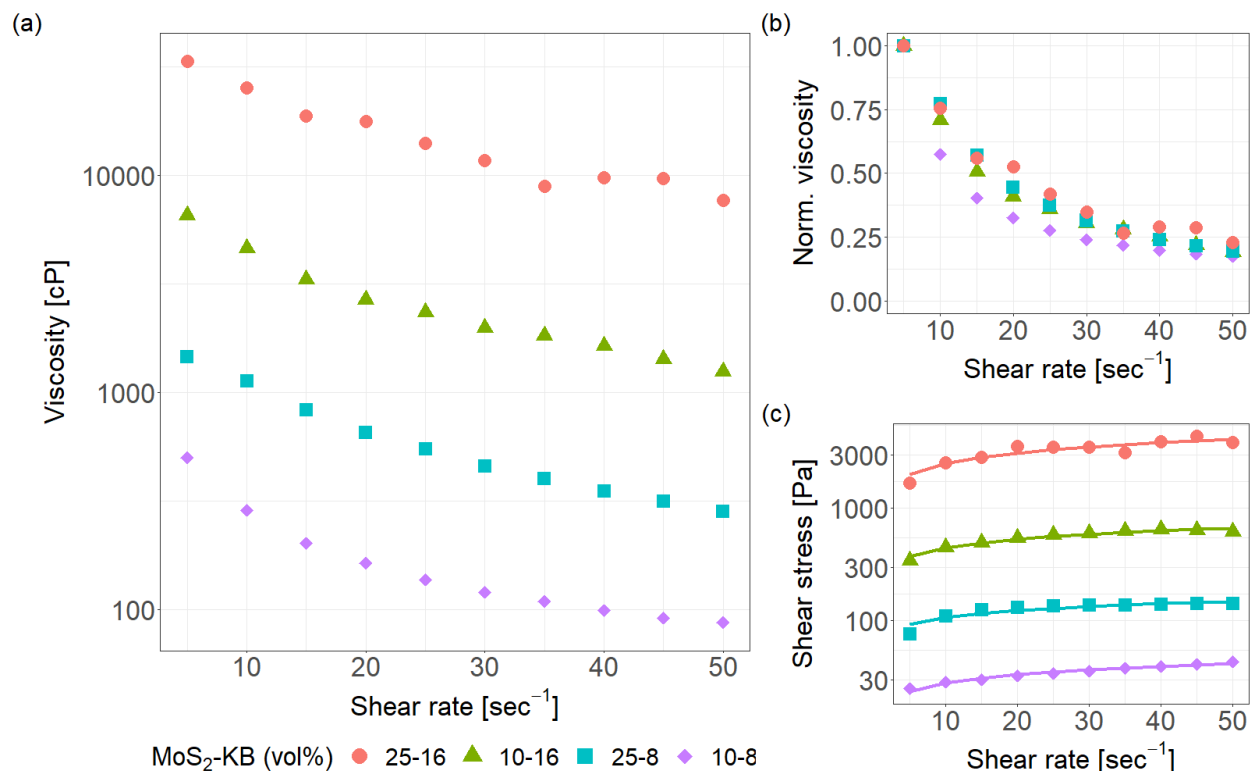 (a)
10000
1000
100
Viscosity [cP]
10 20 30 40 50
Shear rate [sec⁻¹]
(b)
1.00
0.75
0.50
0.25
0.00
Norm. viscosity
10 20 30 40 50
Shear rate [sec⁻¹]
(c)
3000
1000
300
100
30
Shear stress [Pa]
10 20 30 40 50
Shear rate [sec⁻¹]
MoS₂-KB (vol%) 25-16 10-16 25-8 10-8